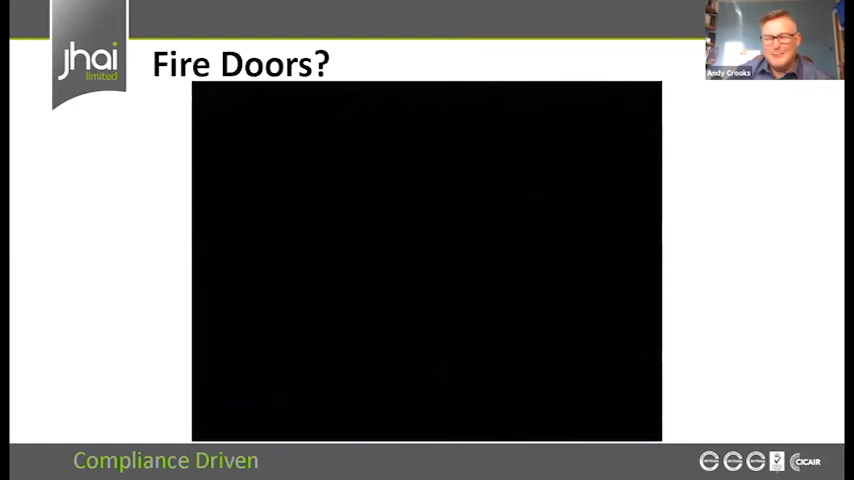 jhai
limited
Fire Doors?
Andy Crooks
Compliance Driven
CICAIR